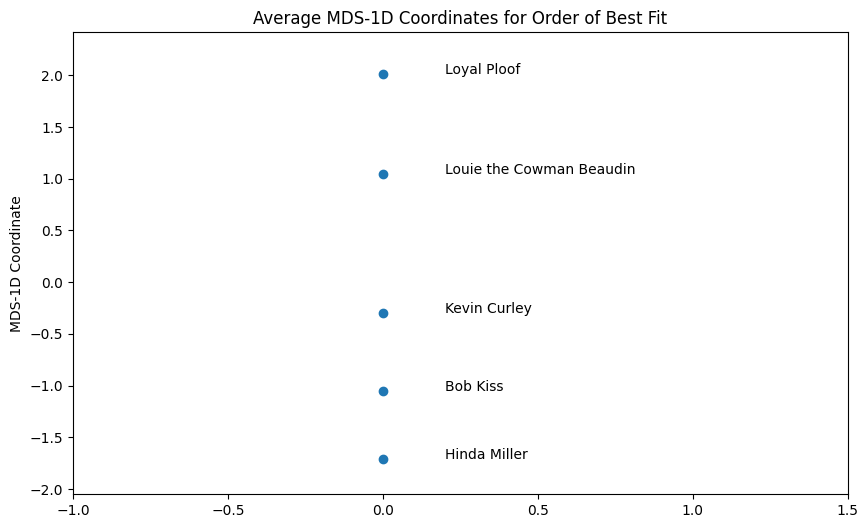 Average MDS-1D Coordinates for Order of Best Fit
MDS-1D Coordinate
2.0
1.5
1.0
0.5
0.0
−0.5
−1.0
−1.5
−2.0
Loyal Ploof
Louie the Cowman Beaudin
Kevin Curley
Bob Kiss
Hinda Miller
−1.0 −0.5 0.0 0.5 1.0 1.5